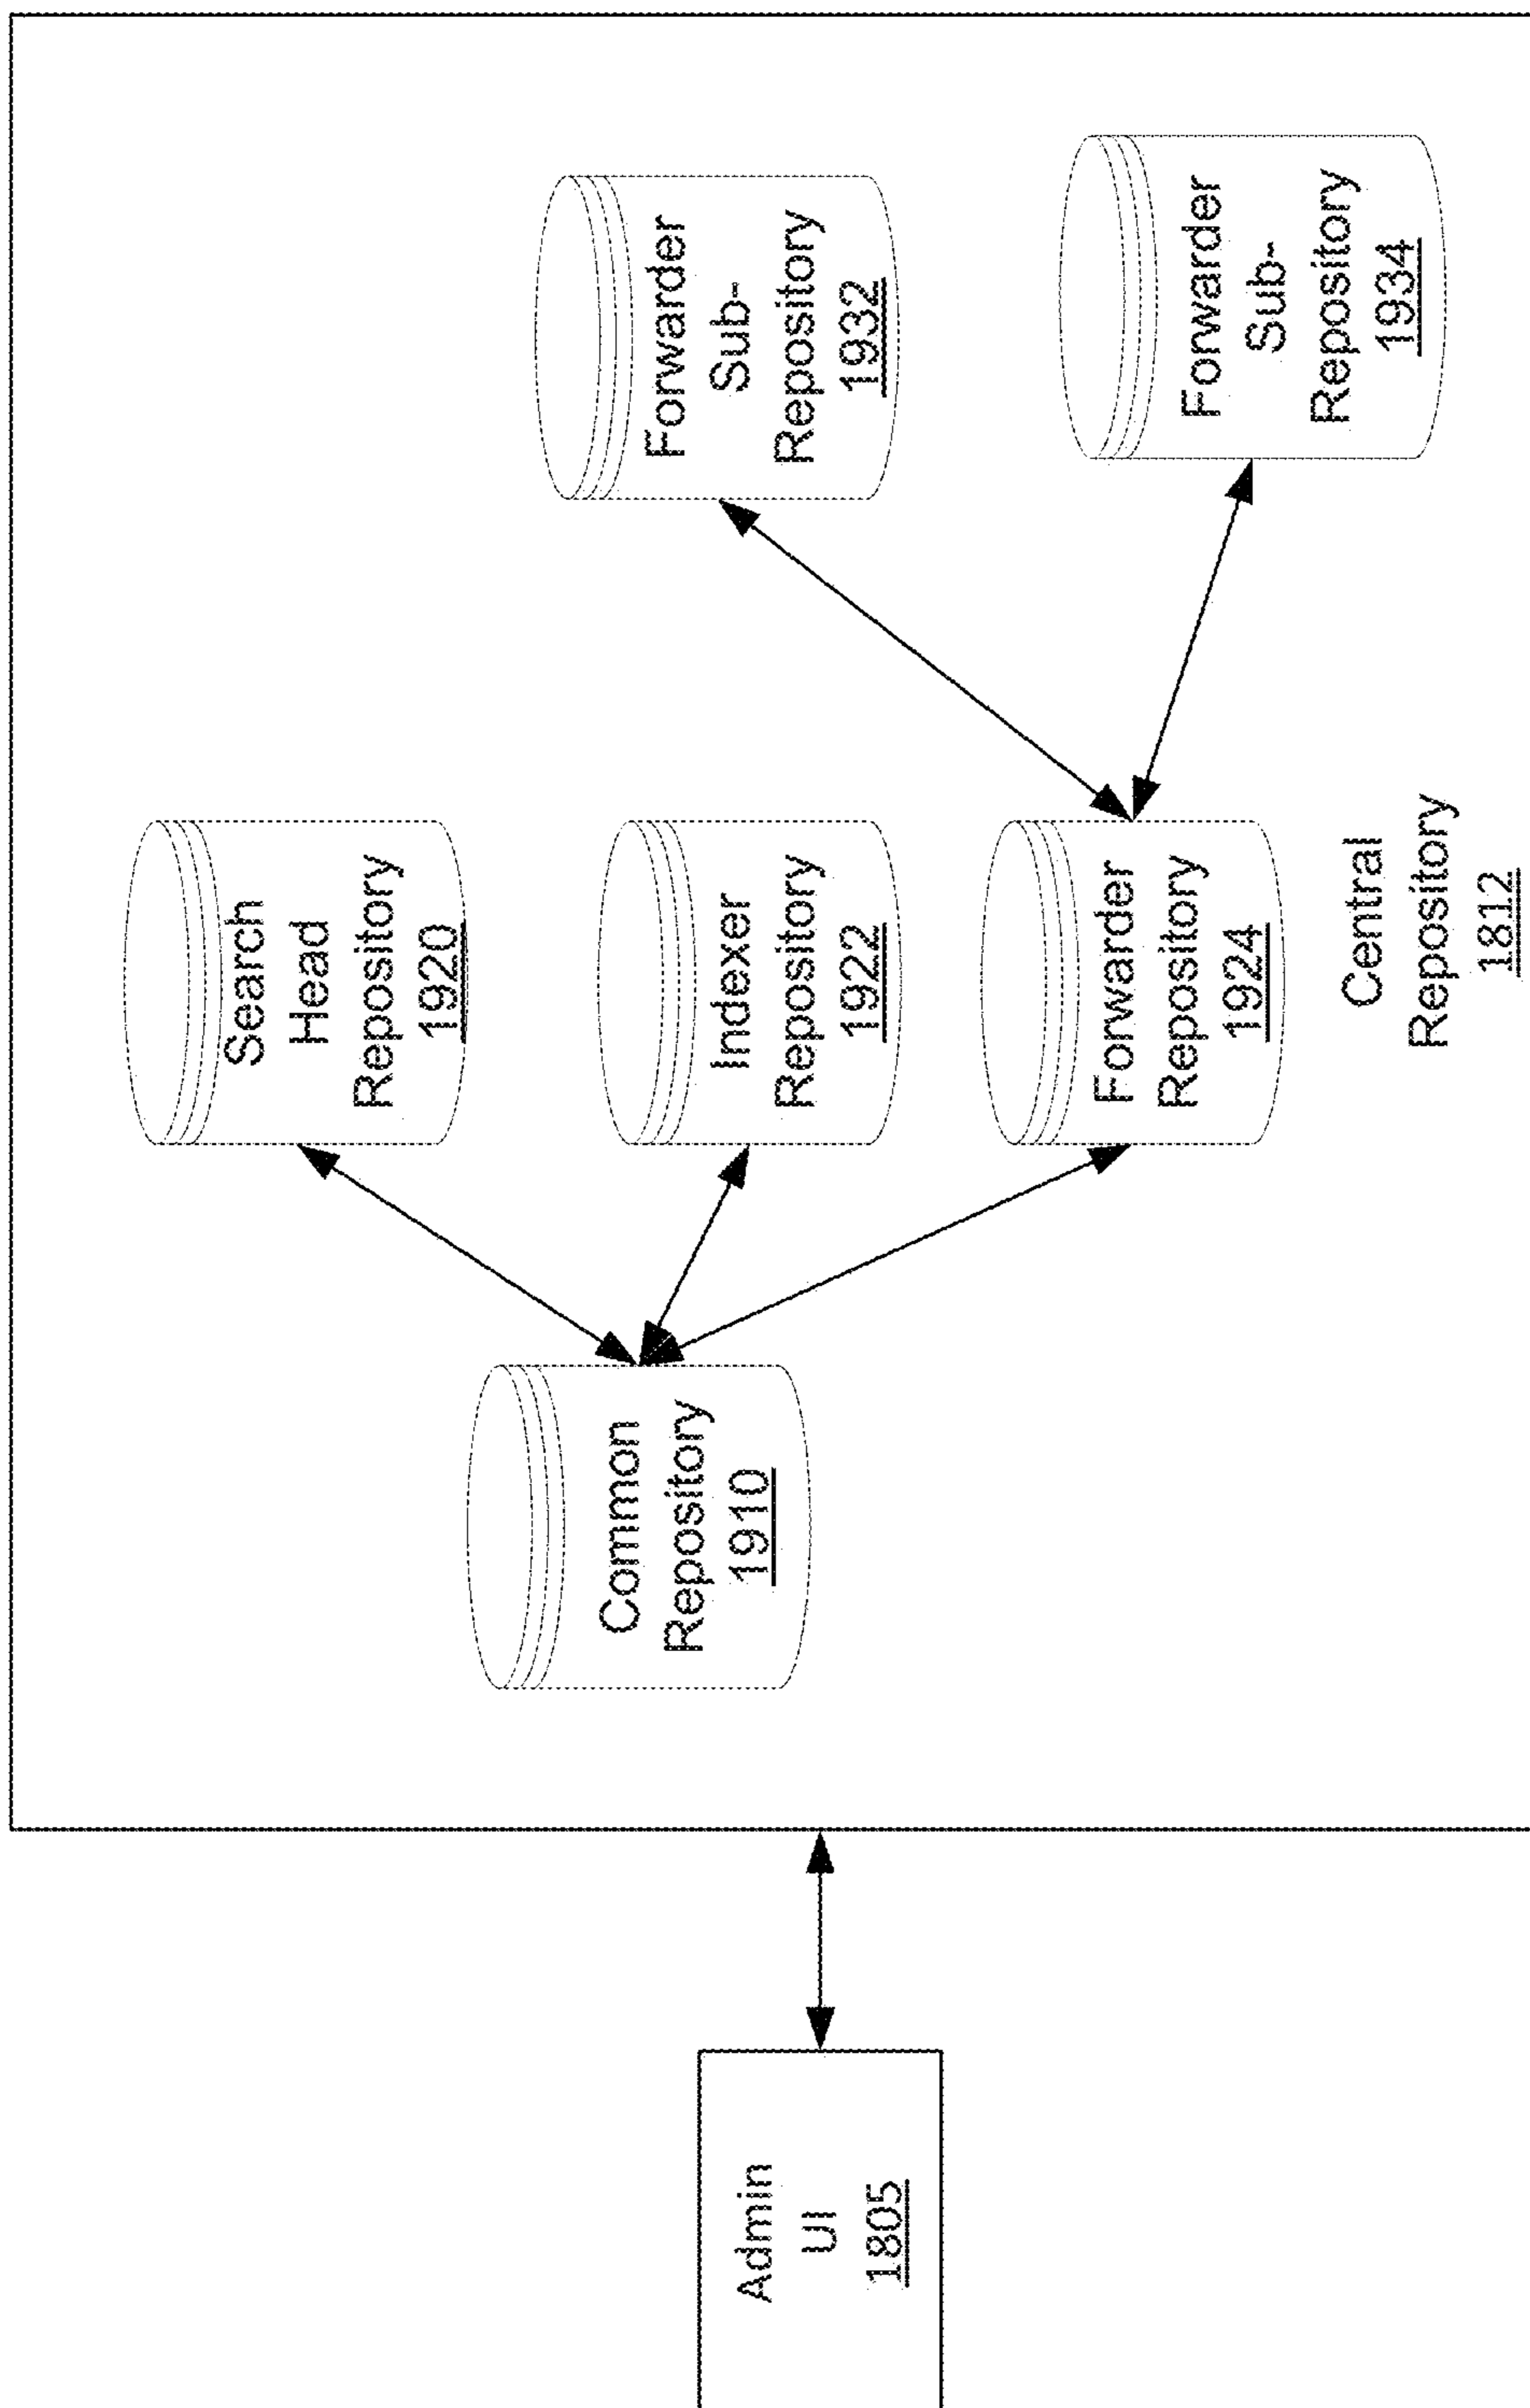 Admin
UI
1805
Common
Repository
1910
Search
Head
Repository
1920
Indexer
Repository
1922
Forwarder
Repository
1924
Forwarder
Sub-
Repository
1932
Forwarder
Sub-
Repository
1934
Central
Repository
1812